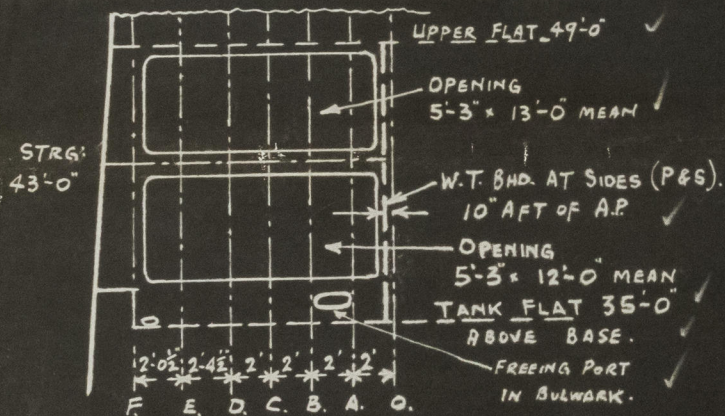 UPPER FLAT 49'-0"
OPENING
5'-3" × 13'-0" MEAN
STRG:
43'-0"
W.T. BHD. AT SIDES (P&S).
10" AFT OF A.P.
OPENING
5'-3" × 12'-0" MEAN
TANK FLAT 35'-0"
ABOVE BASE.
FREEING PORT
IN BULWARK.
2'-0½" 2'-4½" 2' 2' 2' 2'
F. E. D. C. B. A. O.